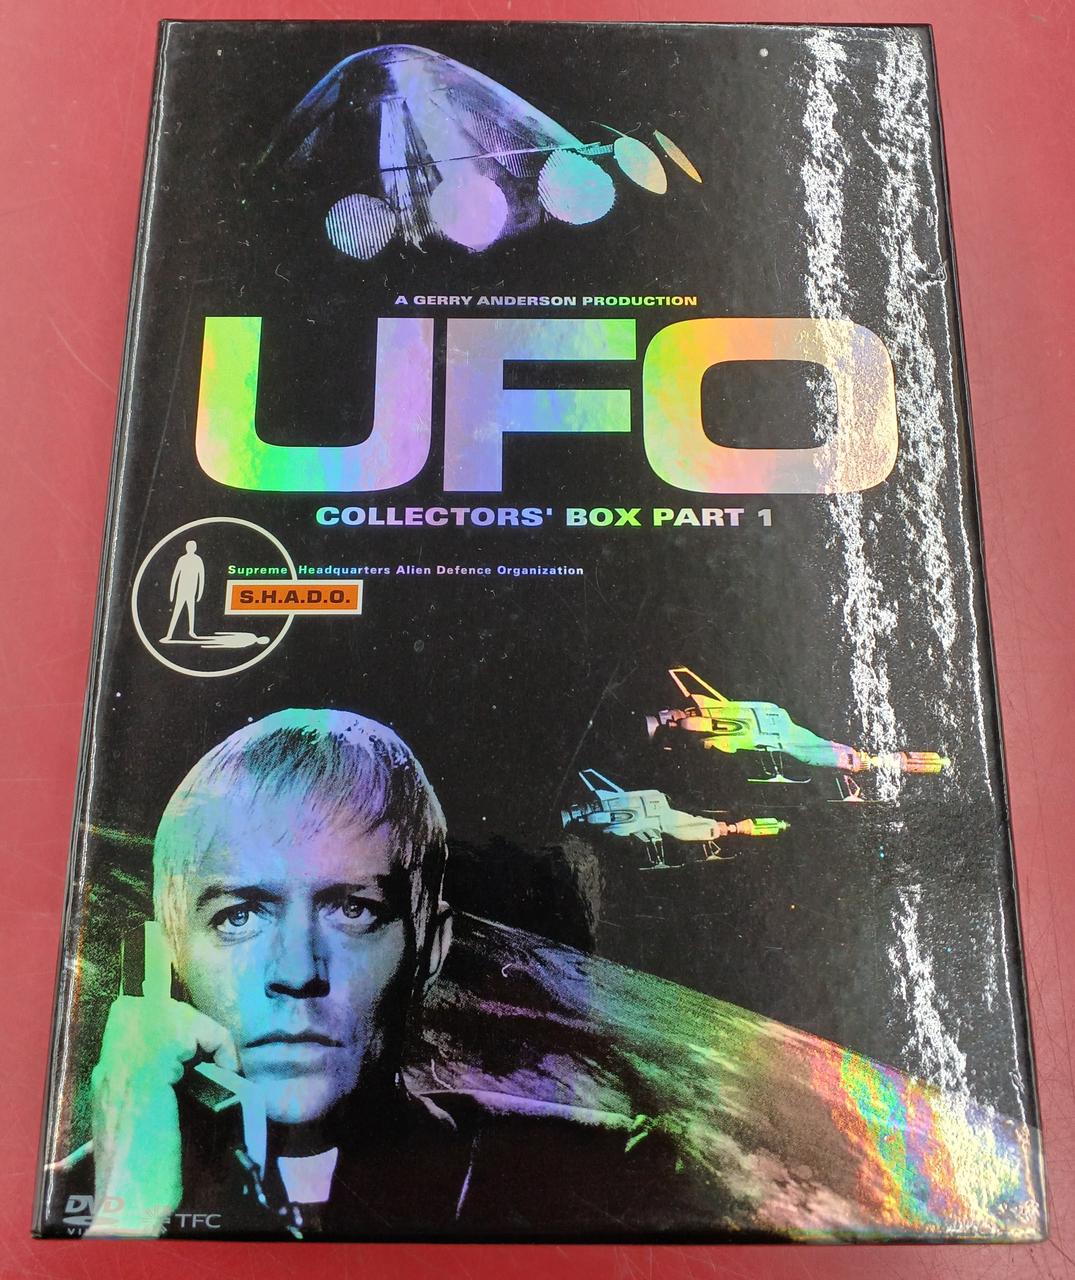 A GERRY ANDERSON PRODUCTION
UFO
COLLECTORS' BOX PART 1
Supreme Headquarters Alien Defence Organization
S.H.A.D.O.
DVD
TFC